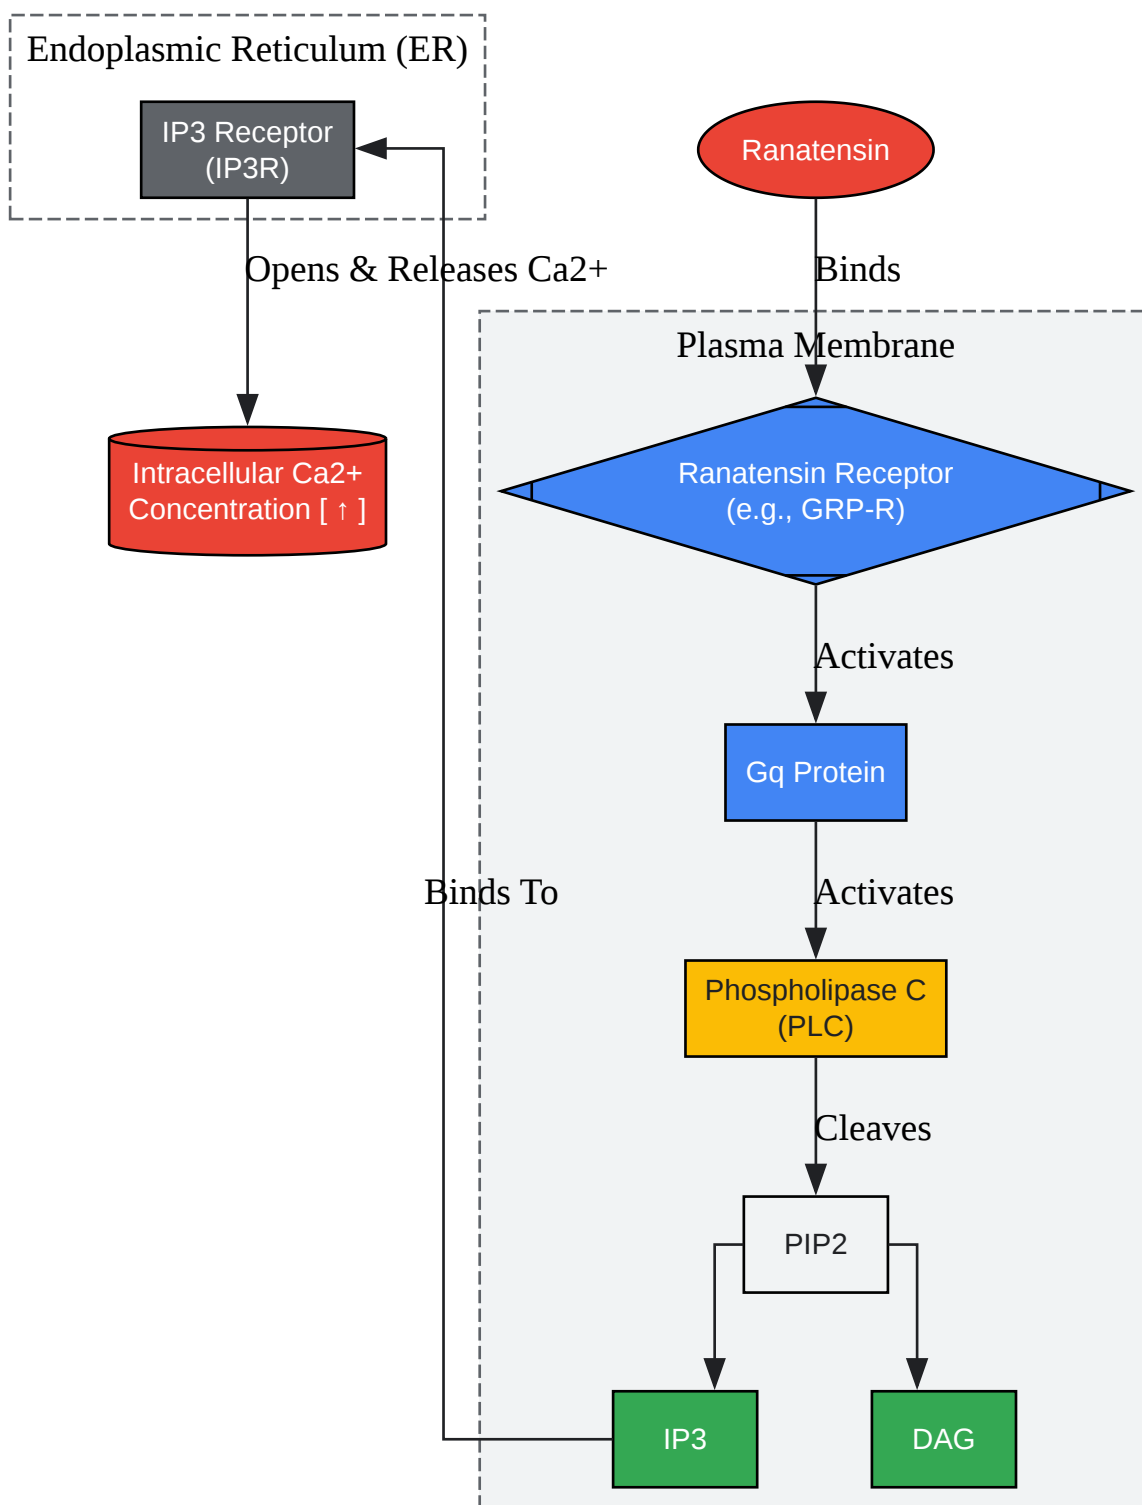 Endoplasmic Reticulum (ER)
IP3 Receptor
(IP3R)
Ranatensin
Opens & Releases Ca2+
Binds
Plasma Membrane
Intracellular Ca2+
Concentration [ ↑ ]
Ranatensin Receptor
(e.g., GRP-R)
Activates
Gq Protein
Binds To
Activates
Phospholipase C
(PLC)
Cleaves
PIP2
IP3
DAG